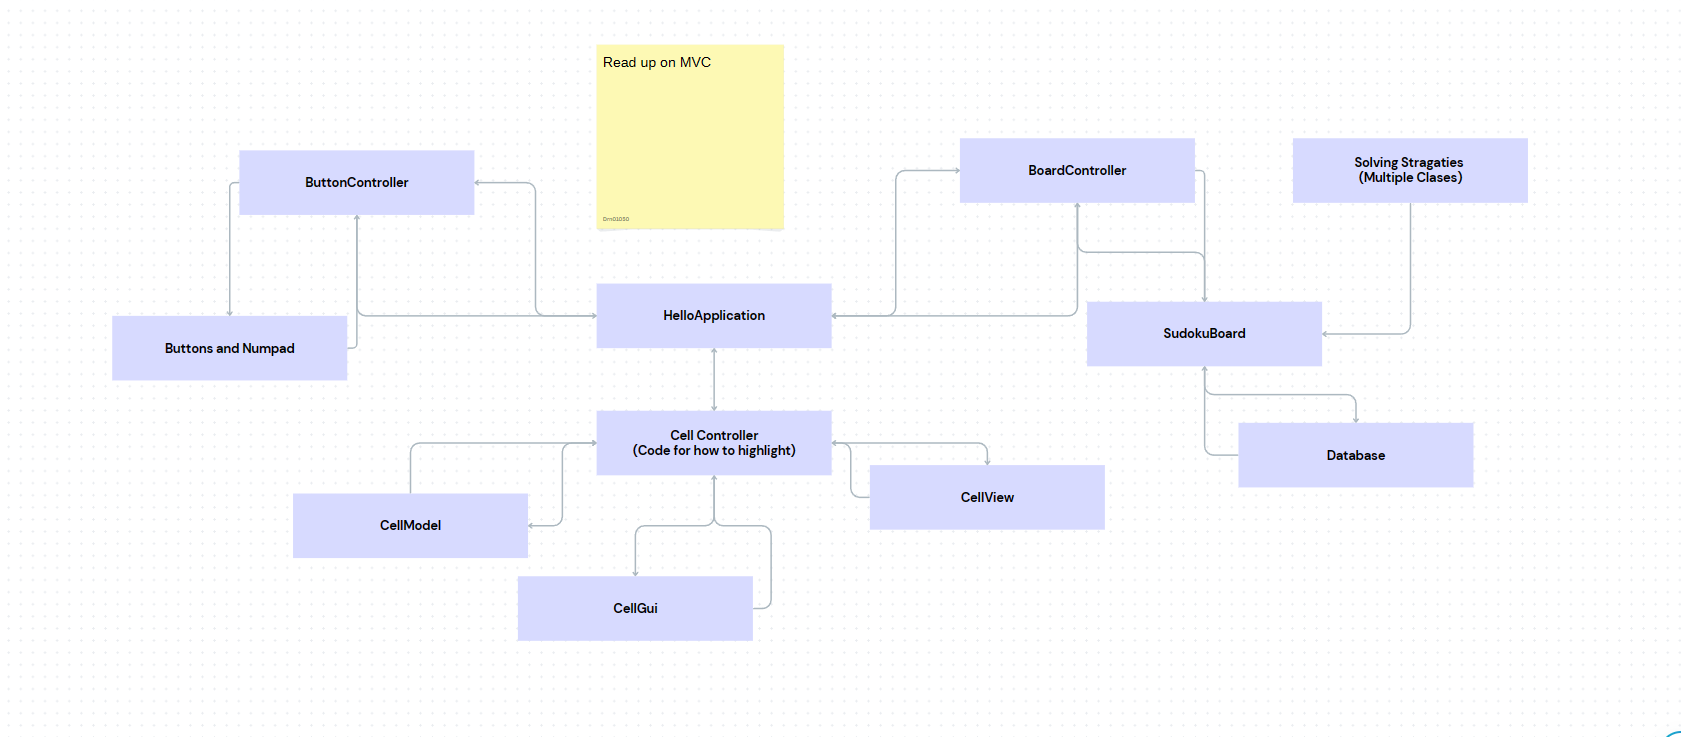 Read up on MVC
Orn01050
ButtonController
BoardController
Solving Stragaties
(Multiple Clases)
HelloApplication
SudokuBoard
Buttons and Numpad
Cell Controller
(Code for how to highlight)
Database
CellModel
CellView
CellGui